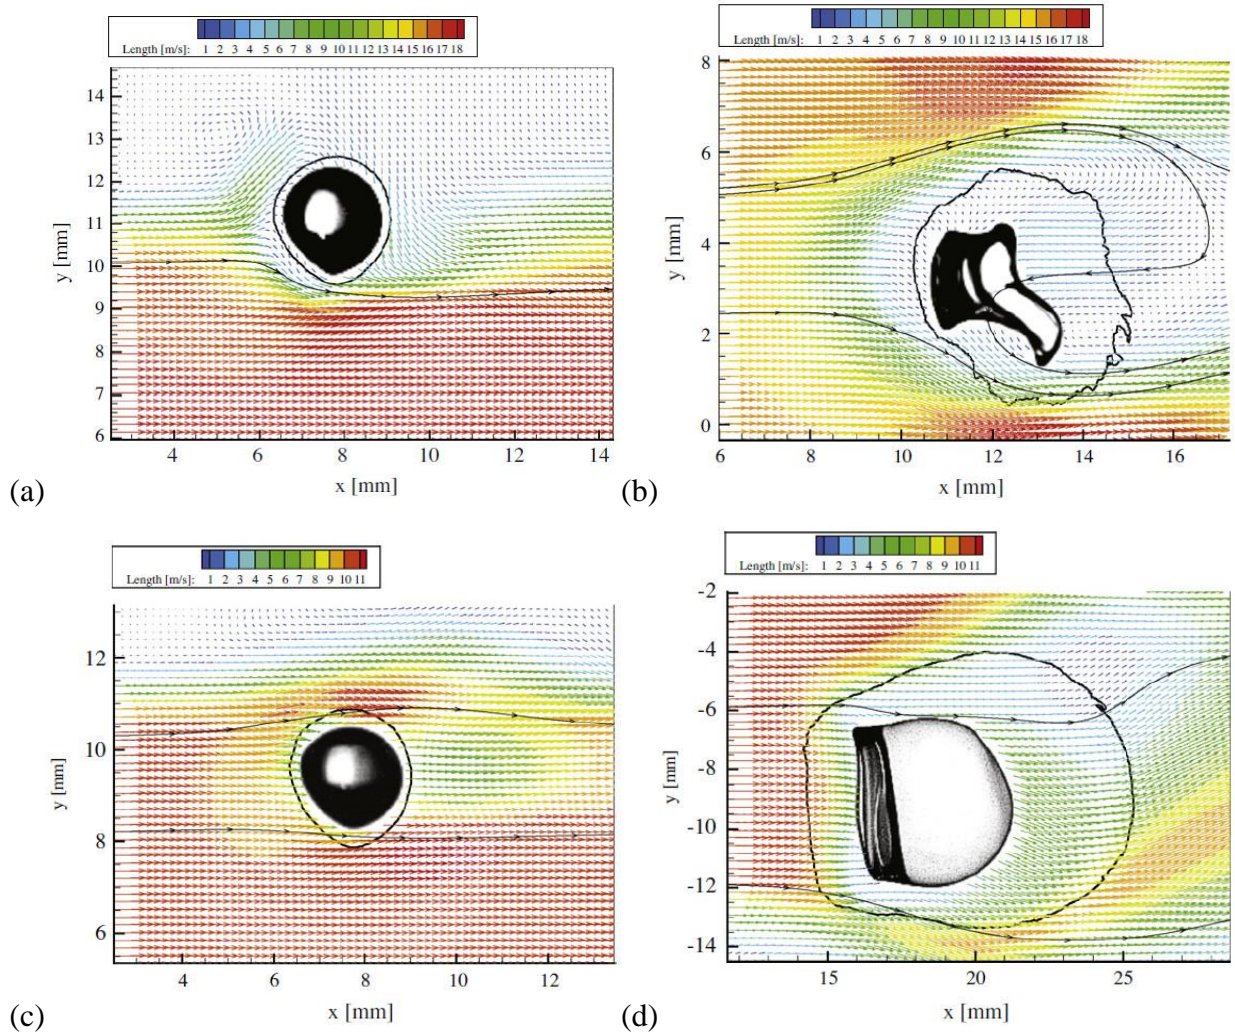 Length [m/s]: 1 2 3 4 5 6 7 8 9 10 11 12 13 14 15 16 17 18
14
13
12
11
10
9
8
7
6
y [mm]
4 6 8 10 12 14
x [mm]
(a)
Length [m/s]: 1 2 3 4 5 6 7 8 9 10 11 12 13 14 15 16 17 18
8
6
4
2
0
y [mm]
6 8 10 12 14 16
x [mm]
(b)
Length [m/s]: 1 2 3 4 5 6 7 8 9 10 11
12
10
8
6
y [mm]
4 6 8 10 12
x [mm]
(c)
Length [m/s]: 1 2 3 4 5 6 7 8 9 10 11
-2
-4
-6
-8
-10
-12
-14
y [mm]
15 20 25
x [mm]
(d)